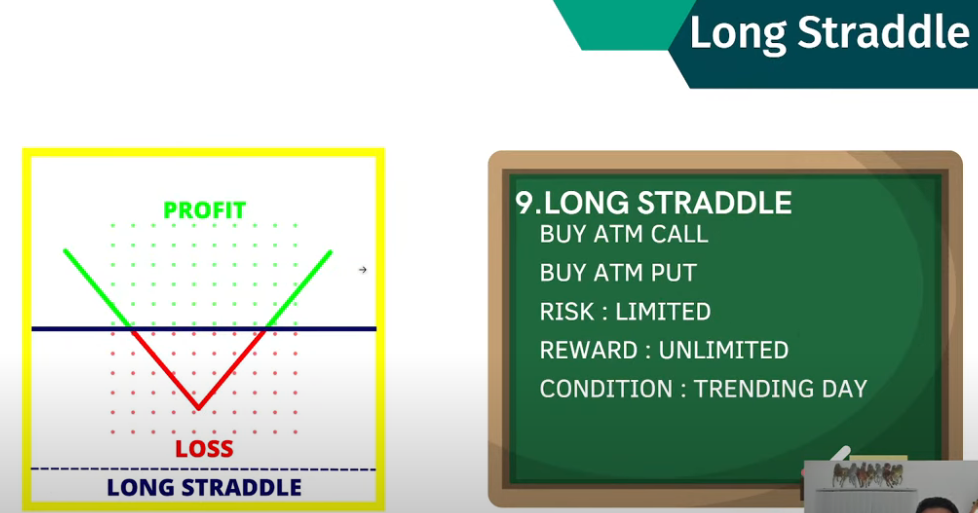 Long Straddle
PROFIT
LOSS
LONG STRADDLE
9.LONG STRADDLE
BUY ATM CALL
BUY ATM PUT
RISK : LIMITED
REWARD : UNLIMITED
CONDITION : TRENDING DAY